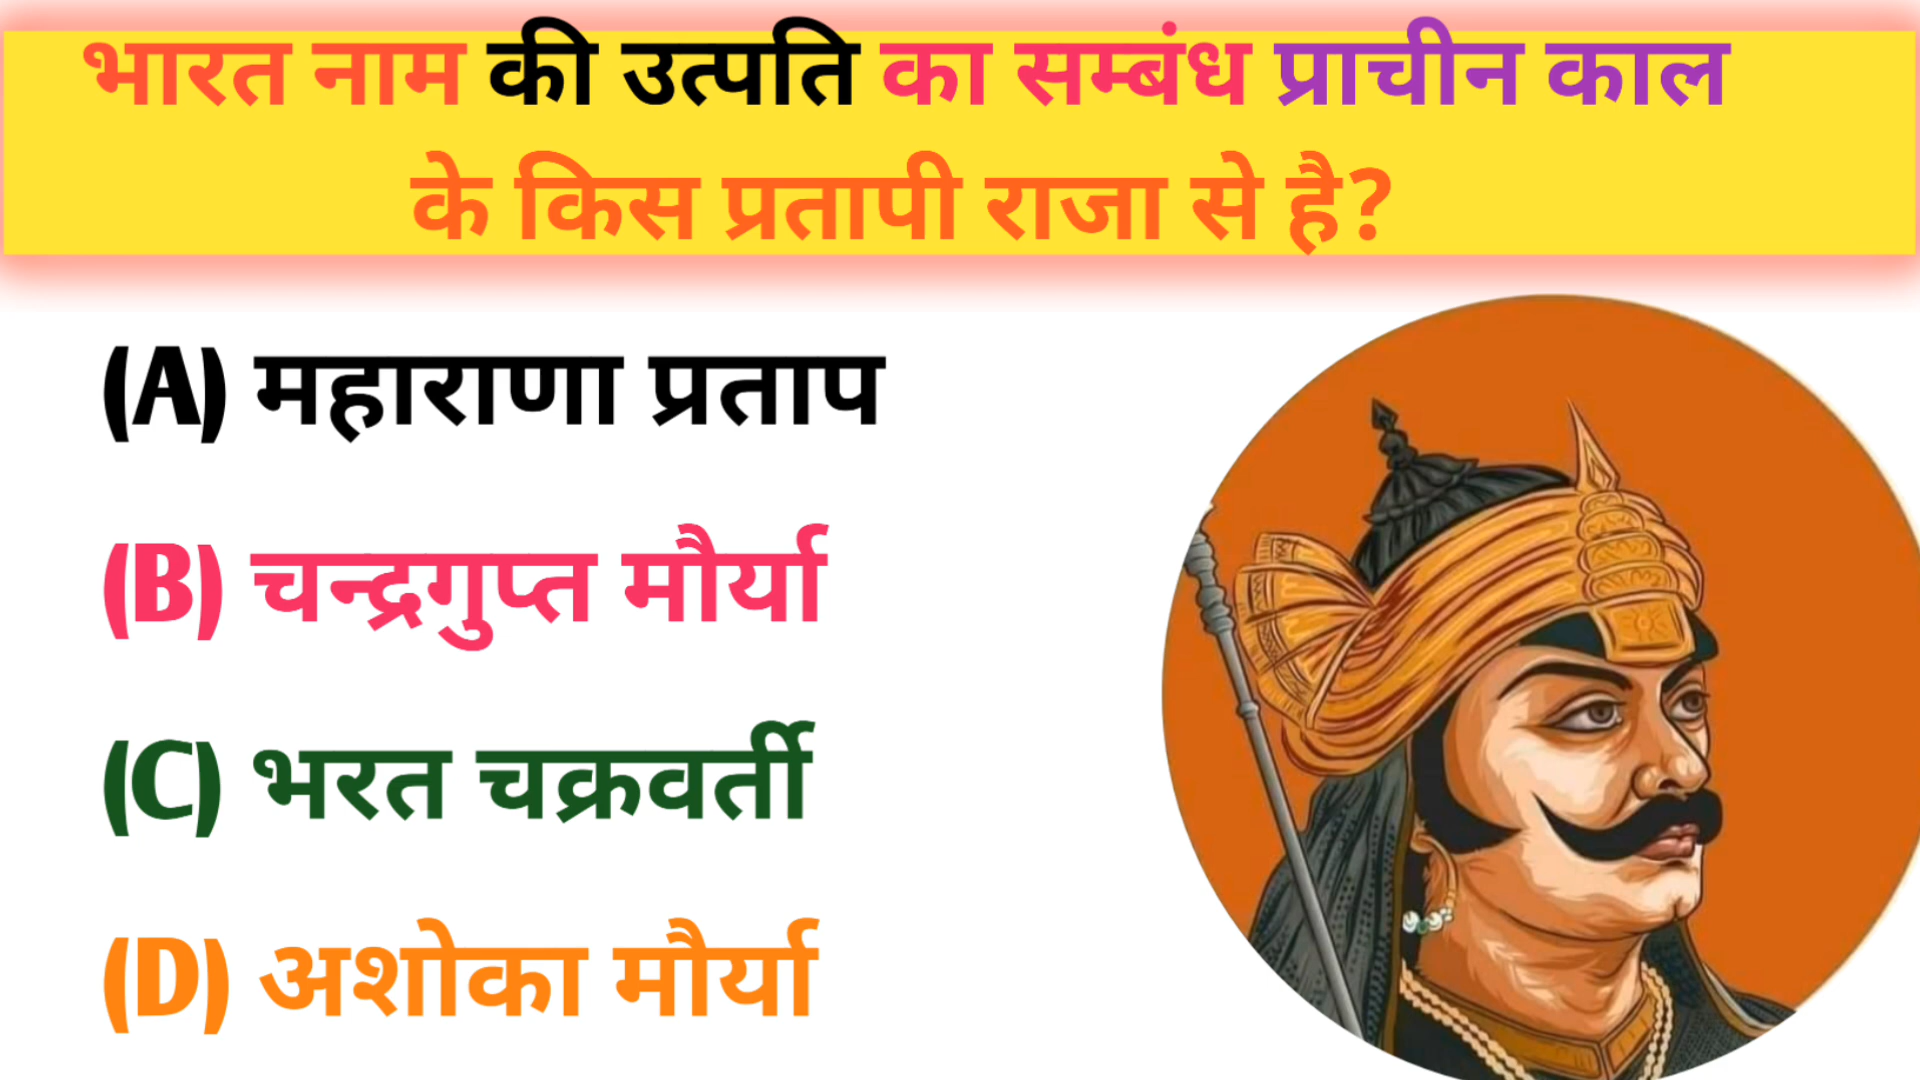 भारत नाम की उत्पति का सम्बंध प्राचीन काल
के किस प्रतापी राजा से है?
(A) महाराणा प्रताप
(B) चन्द्रगुप्त मौर्या
(C) भरत चक्रवर्ती
(D) अशोका मौर्या